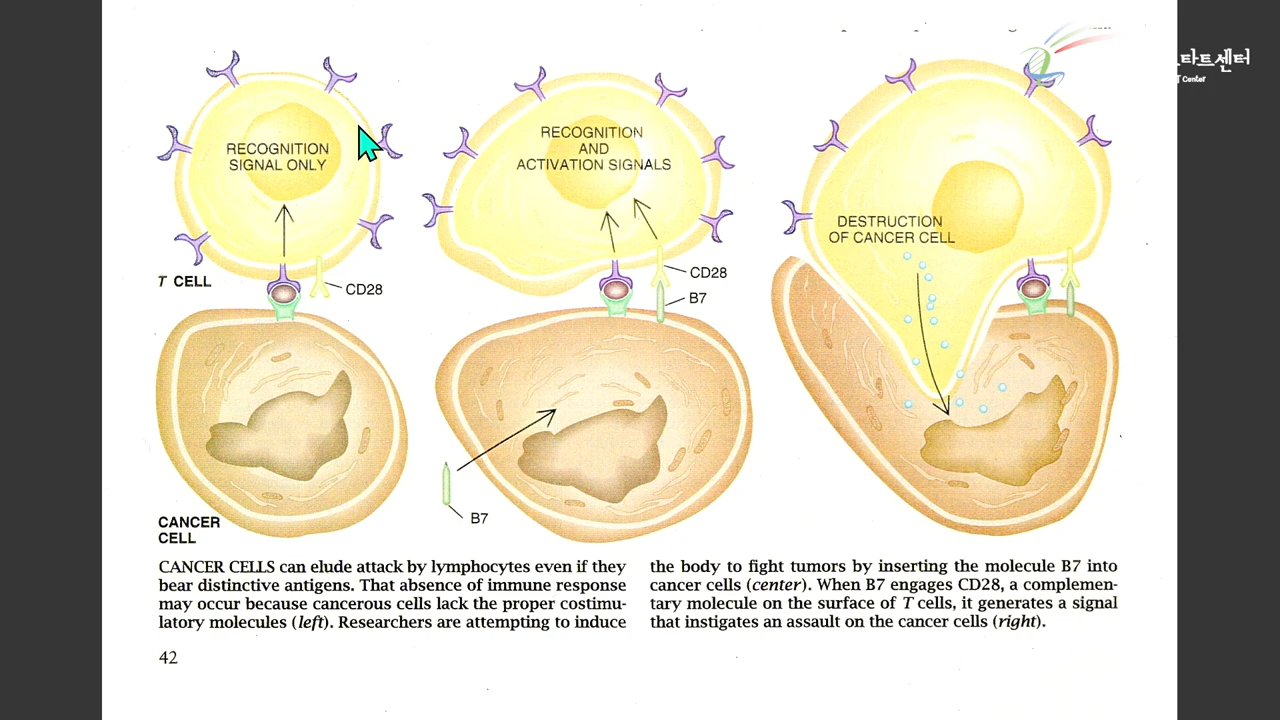 타트센터
Center
RECOGNITION
SIGNAL ONLY
RECOGNITION
AND
ACTIVATION SIGNALS
DESTRUCTION
OF CANCER CELL
T CELL
CD28
CD28
B7
B7
CANCER
CELL
CANCER CELLS can elude attack by lymphocytes even if they
bear distinctive antigens. That absence of immune response
may occur because cancerous cells lack the proper costimu-
latory molecules (left). Researchers are attempting to induce
the body to fight tumors by inserting the molecule B7 into
cancer cells (center). When B7 engages CD28, a complemen-
tary molecule on the surface of T cells, it generates a signal
that instigates an assault on the cancer cells (right).
42